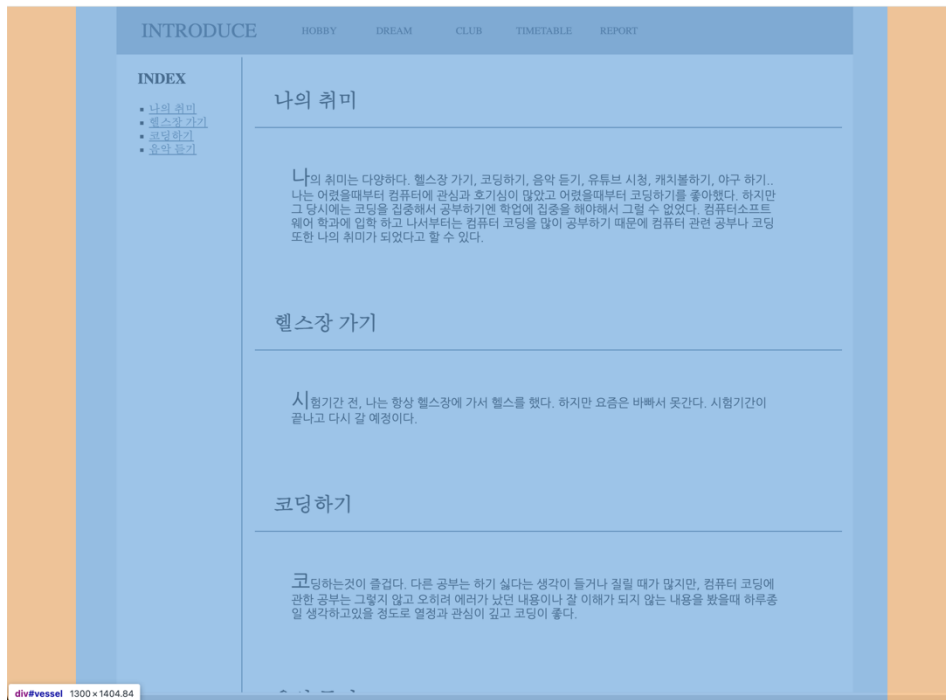 INTRODUCE HOBBY DREAM CLUB TIMETABLE REPORT
INDEX
나의 취미
헬스장 가기
코딩하기
음악 듣기
나의 취미
나의 취미는 다양하다. 헬스장 가기, 코딩하기, 음악 듣기, 유튜브 시청, 캐치볼하기, 야구 하기..
나는 어렸을때부터 컴퓨터에 관심과 호기심이 많았고 어렸을때부터 코딩하기를 좋아했다. 하지만
그 당시에는 코딩을 집중해서 공부하기엔 학업에 집중을 해야해서 그럴 수 없었다. 컴퓨터소프트
웨어 학과에 입학 하고 나서부터는 컴퓨터 코딩을 많이 공부하기 때문에 컴퓨터 관련 공부나 코딩
또한 나의 취미가 되었다고 할 수 있다.
헬스장 가기
시험기간 전, 나는 항상 헬스장에 가서 헬스를 했다. 하지만 요즘은 바빠서 못간다. 시험기간이
끝나고 다시 갈 예정이다.
코딩하기
코딩하는것이 즐겁다. 다른 공부는 하기 싫다는 생각이 들거나 질릴 때가 많지만, 컴퓨터 코딩에
관한 공부는 그렇지 않고 오히려 에러가 났던 내용이나 잘 이해가 되지 않는 내용을 봤을때 하루종
일 생각하고있을 정도로 열정과 관심이 깊고 코딩이 좋다.
div#vessel 1300 × 1404.84